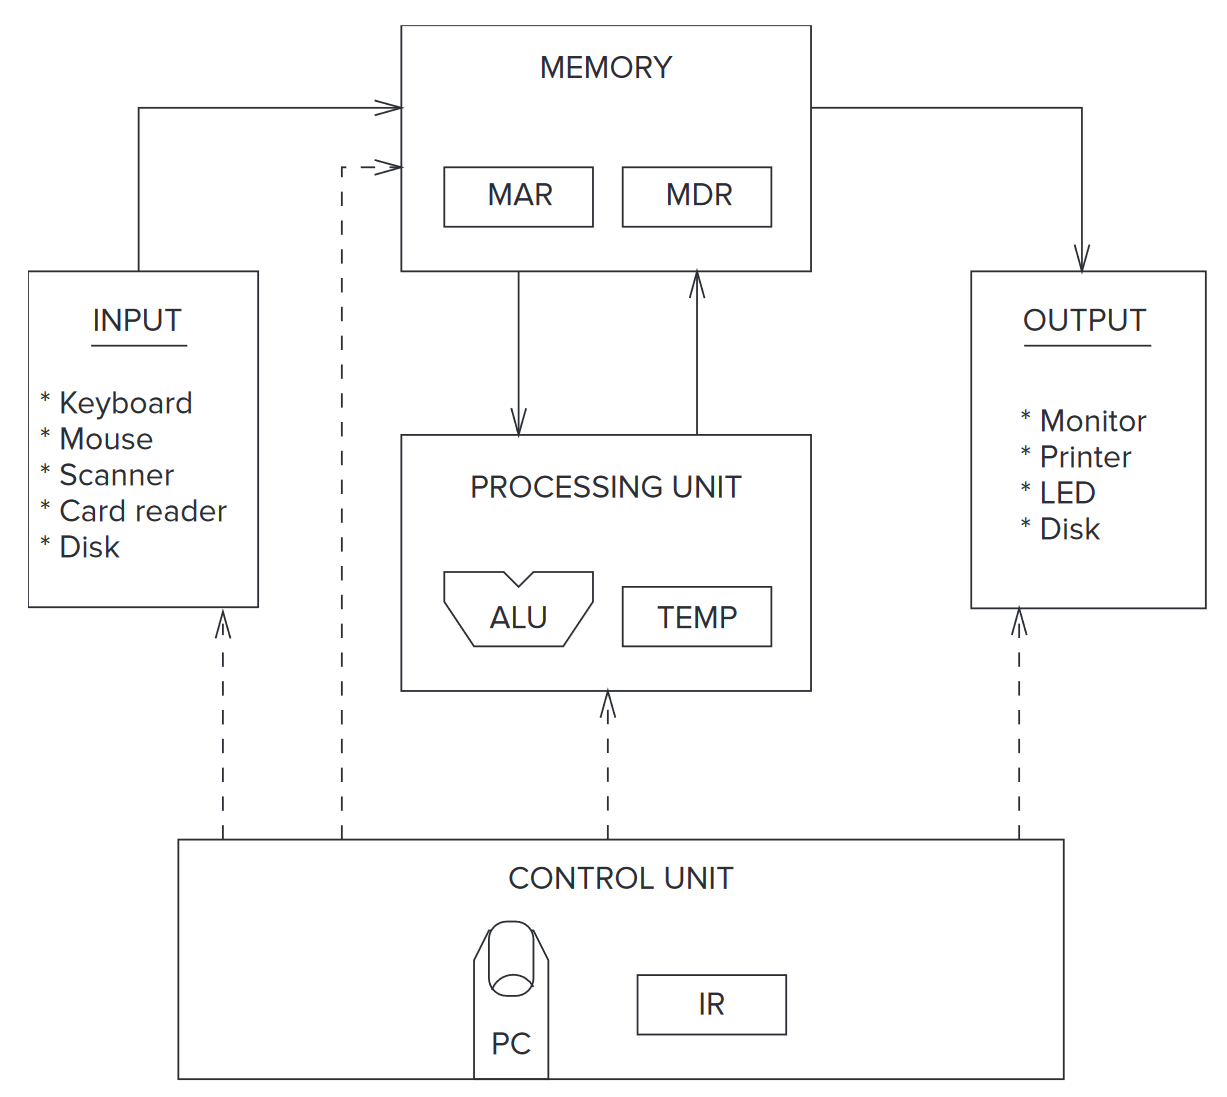 MEMORY
MAR
MDR
INPUT
* Keyboard
* Mouse
* Scanner
* Card reader
* Disk
OUTPUT
* Monitor
* Printer
* LED
* Disk
PROCESSING UNIT
ALU
TEMP
CONTROL UNIT
PC
IR